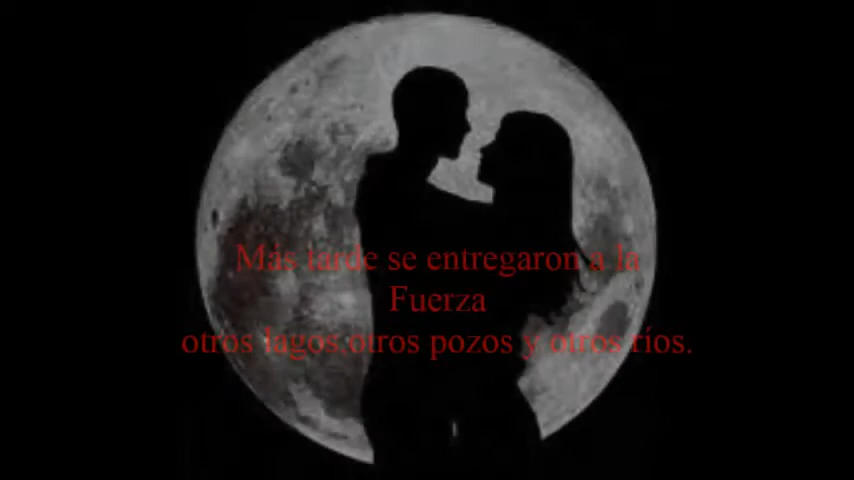 Más tarde se entregaron a la
Fuerza
otros lagos,otros pozos y otros ríos.